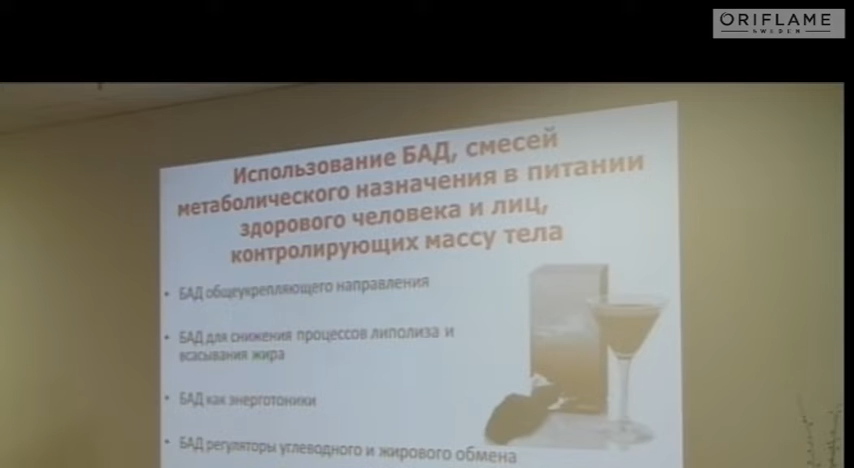 ORIFLAME
SWEDEN
Использование БАД, смесей
метаболического назначения в питании
здорового человека и лиц,
контролирующих массу тела
• БАД общеукрепляющего направления
• БАД для снижения процессов липолиза и
всасывания жира
• БАД как энерготоники
• БАД регуляторы углеводного и жирового обмена